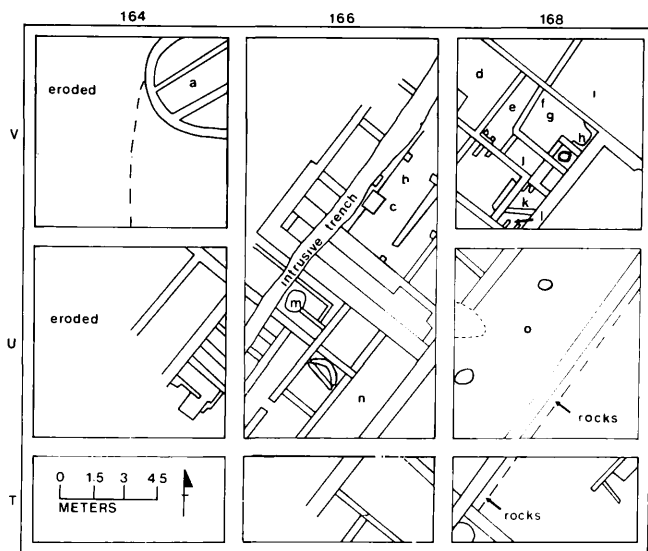 164 166 168
V
eroded
a
intrusive trench
b
c
d
e
f
g
h
i
j
k
l
U
eroded
m
n
o
rocks
T
0 1.5 3 4.5
METERS
rocks